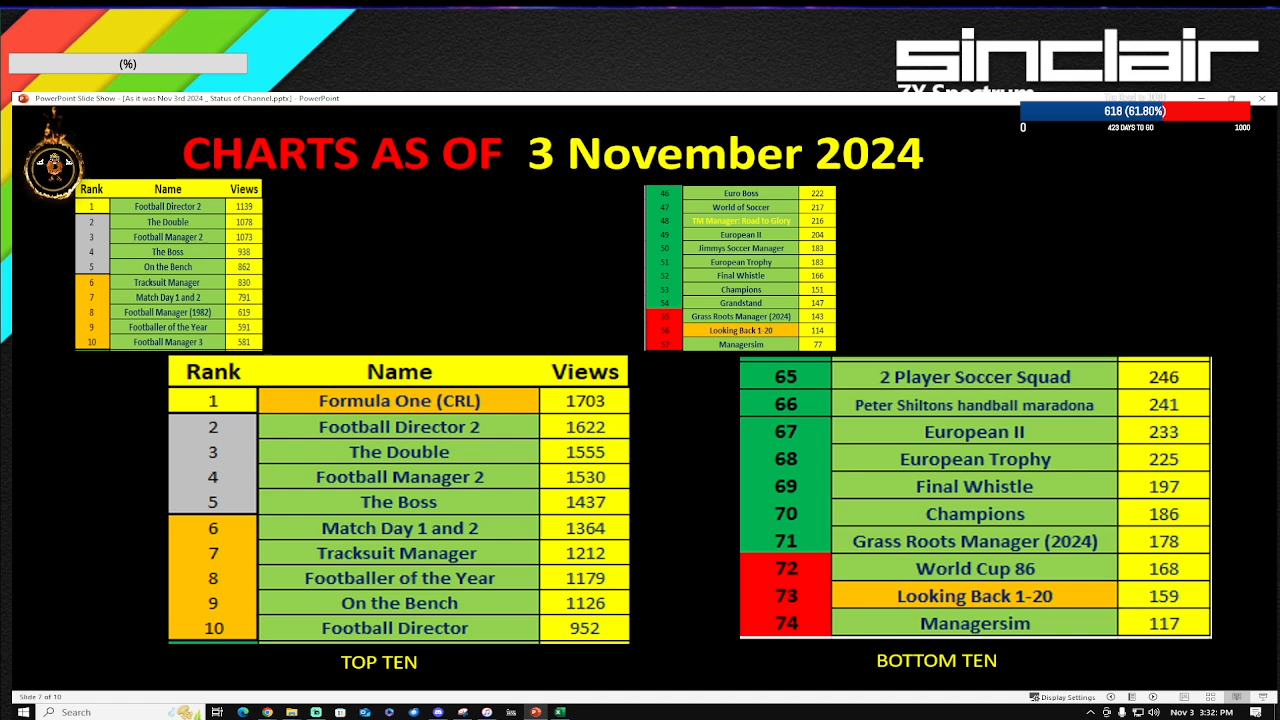 sinclair
ZX Spectrum
(%)
PowerPoint Slide Show - [As it was Nov 3rd 2024 _ Status of Channel.pptx] - PowerPoint
618 (61.80%)
0 423 DAYS TO GO 1000
CHARTS AS OF 3 November 2024
Rank Name Views
1 Football Director 2 1139
2 The Double 1078
3 Football Manager 2 1073
4 The Boss 938
5 On the Bench 862
6 Tracksuit Manager 830
7 Match Day 1 and 2 791
8 Football Manager (1982) 619
9 Footballer of the Year 591
10 Football Manager 3 581
46 Euro Boss 222
47 World of Soccer 217
48 TM Manager: Road to Glory 216
49 European II 204
50 Jimmys Soccer Manager 183
51 European Trophy 183
52 Final Whistle 166
53 Champions 151
54 Grandstand 147
55 Grass Roots Manager (2024) 143
56 Looking Back 1-20 114
57 Managersim 77
Rank Name Views
1 Formula One (CRL) 1703
2 Football Director 2 1622
3 The Double 1555
4 Football Manager 2 1530
5 The Boss 1437
6 Match Day 1 and 2 1364
7 Tracksuit Manager 1212
8 Footballer of the Year 1179
9 On the Bench 1126
10 Football Director 952
TOP TEN
65 2 Player Soccer Squad 246
66 Peter Shiltons handball maradona 241
67 European II 233
68 European Trophy 225
69 Final Whistle 197
70 Champions 186
71 Grass Roots Manager (2024) 178
72 World Cup 86 168
73 Looking Back 1-20 159
74 Managersim 117
BOTTOM TEN
Slide 7 of 10
Display Settings
Search
Nov 3 3:32 PM